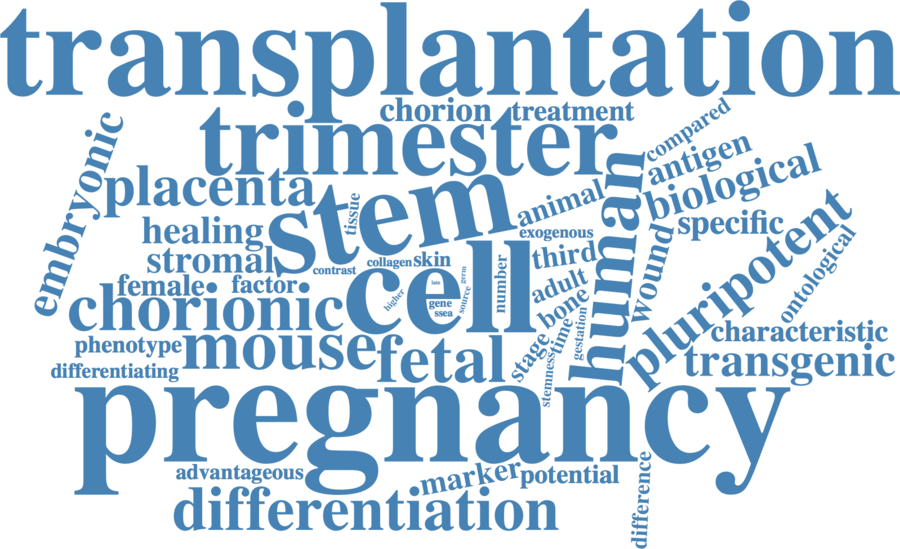 transplantation
chorion treatment
trimester
compared
antigen
embryonic
placenta
stem
tissue
animal
human
biological
specific
healing
exogenous
stromal
contrast
collagen skin
third
wound
pluripotent
ontological
female factor
cell
higher
late
gene
ssea
source
germ
number
adult
bone
chorionic
time
gestation
stage
stemness
characteristic
phenotype
mouse
fetal
transgenic
differentiating
pregnancy
advantageous
marker
potential
difference
differentiation